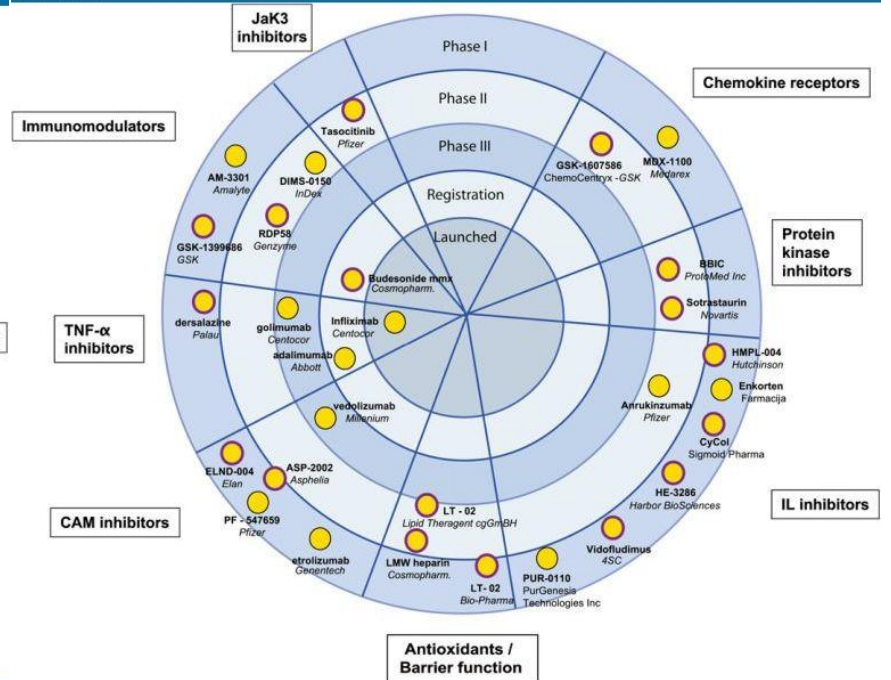 JaK3
inhibitors
Phase I
Chemokine receptors
Immunomodulators
Phase II
Tasocitinib
Pfizer
Phase III
GSK-1607586
ChemoCentryx -GSK
MDX-1100
Medarex
AM-3301
Amalyte
DIMS-0150
InDex
Registration
RDP58
Genzyme
GSK-1399686
GSK
Launched
Protein
kinase
inhibitors
BBIC
ProtoMed Inc
Budesonide mmx
Cosmopharm.
Sotrastaurin
Novartis
TNF-α
inhibitors
dersalazine
Palau
golimumab
Centocor
Infliximab
Centocor
adalimumab
Abbott
HMPL-004
Hutchinson
Enkorten
Farmacija
Anrukinzumab
Pfizer
vedolizumab
Millenium
CyCol
Sigmoid Pharma
ELND-004
Elan
ASP-2002
Asphelia
HE-3286
Harbor BioSciences
IL inhibitors
CAM inhibitors
PF - 547659
Pfizer
LT - 02
Lipid Theragent cgGmBH
Vidofludimus
4SC
etrolizumab
Genentech
LMW heparin
Cosmopharm.
LT- 02
Bio-Pharma
PUR-0110
PurGenesis
Technologies Inc
Antioxidants /
Barrier function